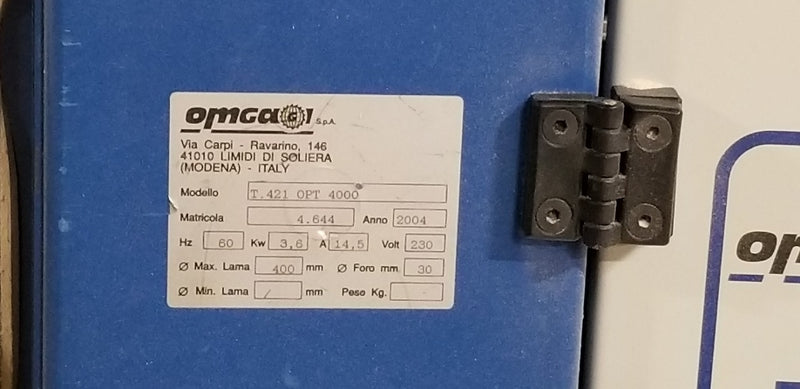 omga S.p.A.
Via Carpi - Ravarino, 146
41010 LIMIDI DI SOLIERA
(MODENA) - ITALY
Modello T.421 OPT 4000
Matricola 4.644 Anno 2004
Hz 60 Kw 3,6 A 14,5 Volt 230
Ø Max. Lama 400 mm Ø Foro mm 30
Ø Min. Lama / mm Peso Kg. -